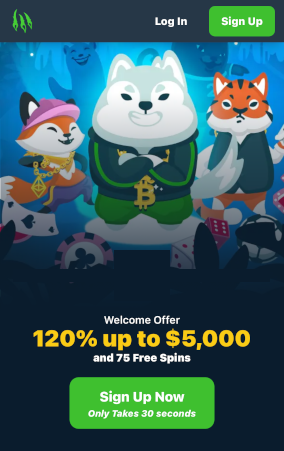 Log In
Sign Up
Welcome Offer
120% up to $5,000
and 75 Free Spins
Sign Up Now
Only Takes 30 seconds